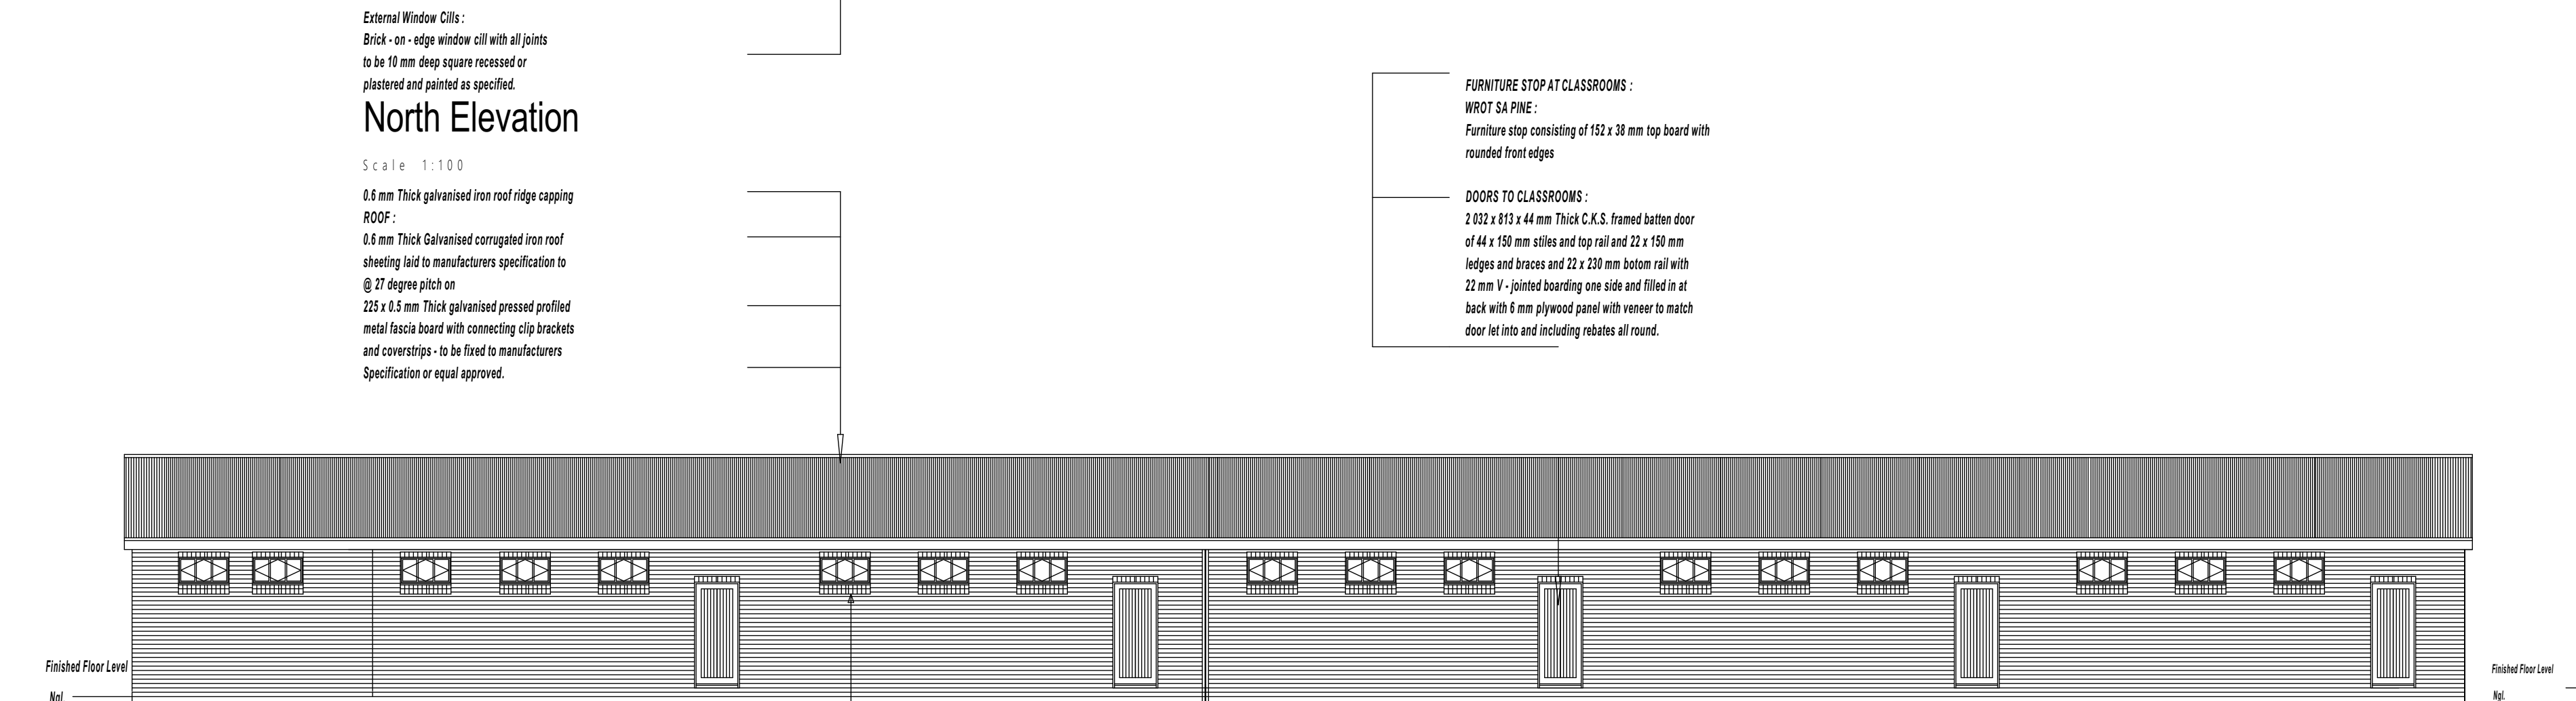 External Window Cills :
Brick - on - edge window cill with all joints
to be 10 mm deep square recessed or
plastered and painted as specified.
North Elevation
Scale 1:100
0.6 mm Thick galvanised iron roof ridge capping
ROOF :
0.6 mm Thick Galvanised corrugated iron roof
sheeting laid to manufacturers specification to
@ 27 degree pitch on
225 x 0.5 mm Thick galvanised pressed profiled
metal fascia board with connecting clip brackets
and coverstrips - to be fixed to manufacturers
Specification or equal approved.
FURNITURE STOP AT CLASSROOMS :
WROT SA PINE :
Furniture stop consisting of 152 x 38 mm top board with
rounded front edges
DOORS TO CLASSROOMS :
2 032 x 813 x 44 mm Thick C.K.S. framed batten door
of 44 x 150 mm stiles and top rail and 22 x 150 mm
ledges and braces and 22 x 230 mm botom rail with
22 mm V - jointed boarding one side and filled in at
back with 6 mm plywood panel with veneer to match
door let into and including rebates all round.
Finished Floor Level
Ngl
Finished Floor Level
Ngl.